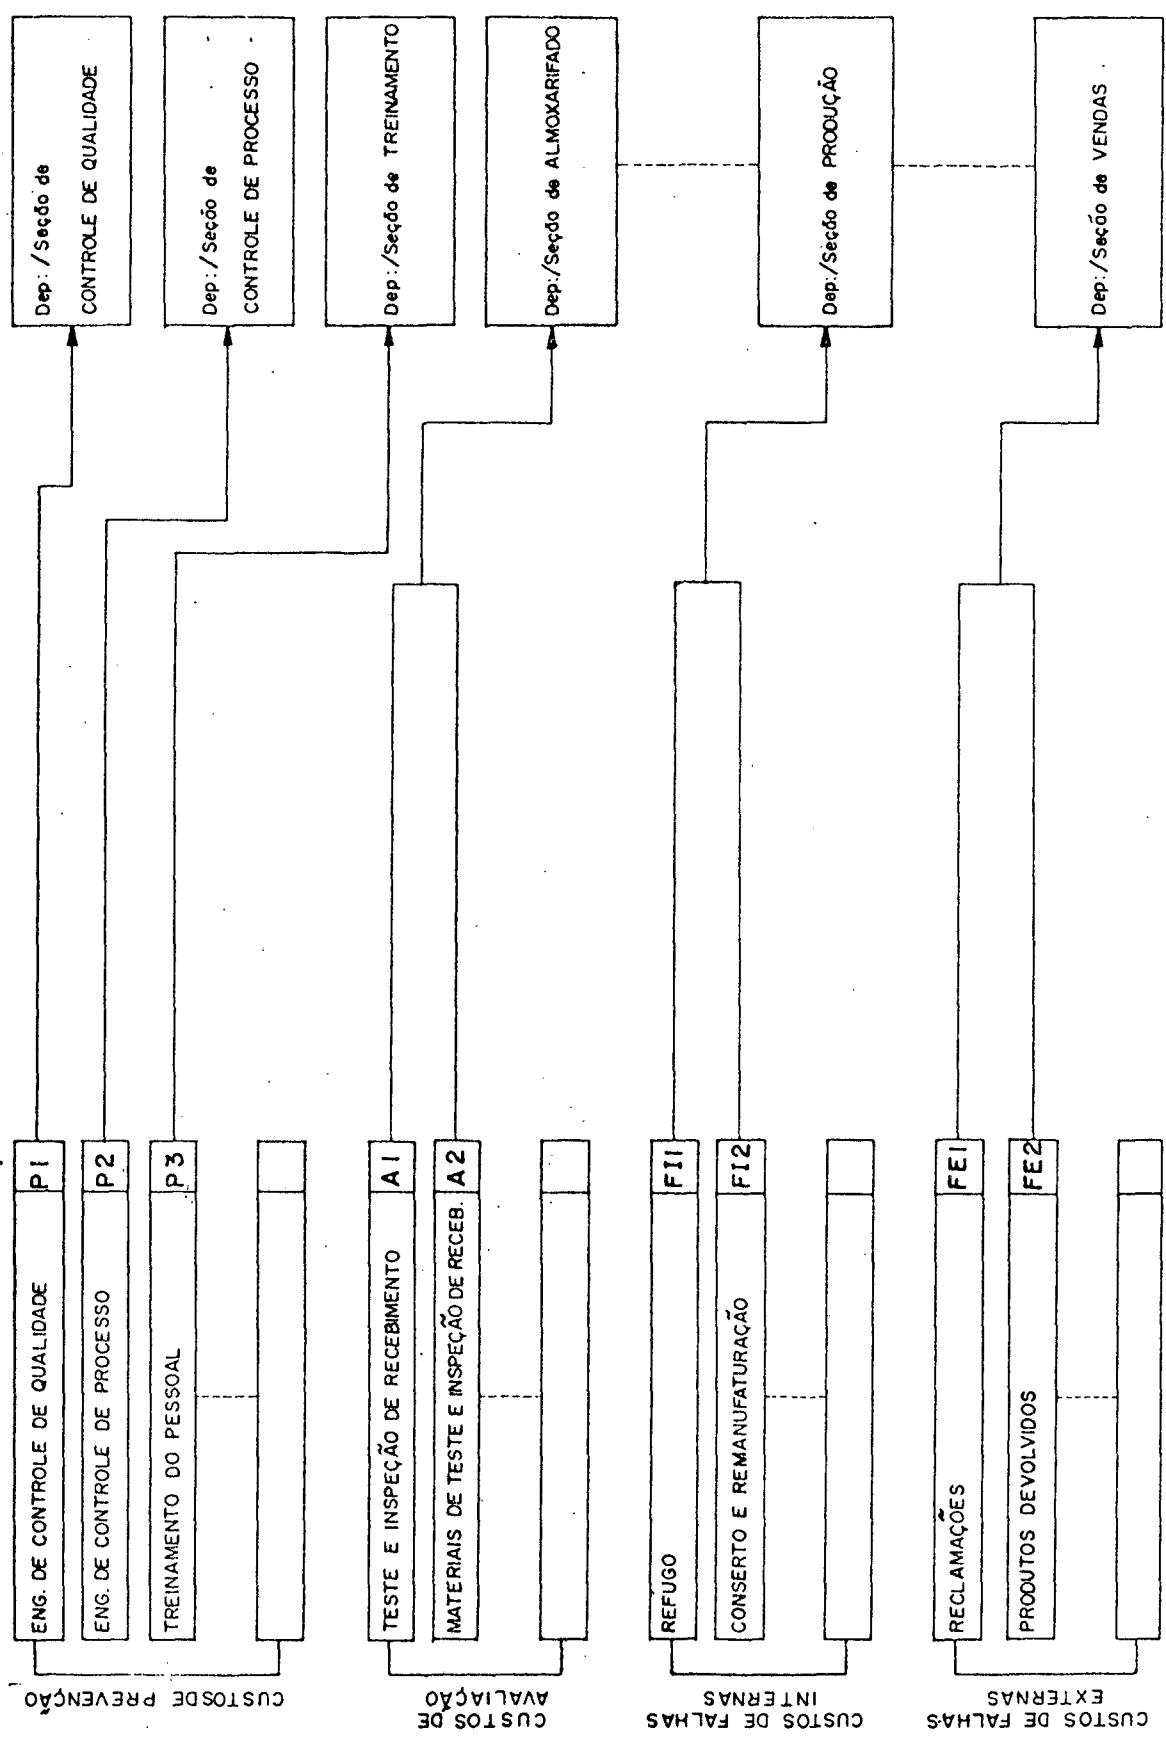 CUSTOS DE PREVENÇÃO
ENG. DE CONTROLE DE QUALIDADE
P1
ENG. DE CONTROLE DE PROCESSO
P2
TREINAMENTO DO PESSOAL
P3
CUSTOS DE
AVALIAÇÃO
TESTE E INSPEÇÃO DE RECEBIMENTO
A1
MATERIAIS DE TESTE E INSPEÇÃO DE RECEB.
A2
CUSTOS DE FALHAS
INTERNAS
REFUGO
FI1
CONSERTO E REMANUFATURAÇÃO
FI2
CUSTOS DE FALHAS
EXTERNAS
RECLAMAÇÕES
FE1
PRODUTOS DEVOLVIDOS
FE2
Dep:/Seção de
CONTROLE DE QUALIDADE
Dep:/Seção de
CONTROLE DE PROCESSO
Dep:/Seção de TREINAMENTO
Dep:/Seção de ALMOXARIFADO
Dep:/Seção de PRODUÇÃO
Dep:/Seção de VENDAS